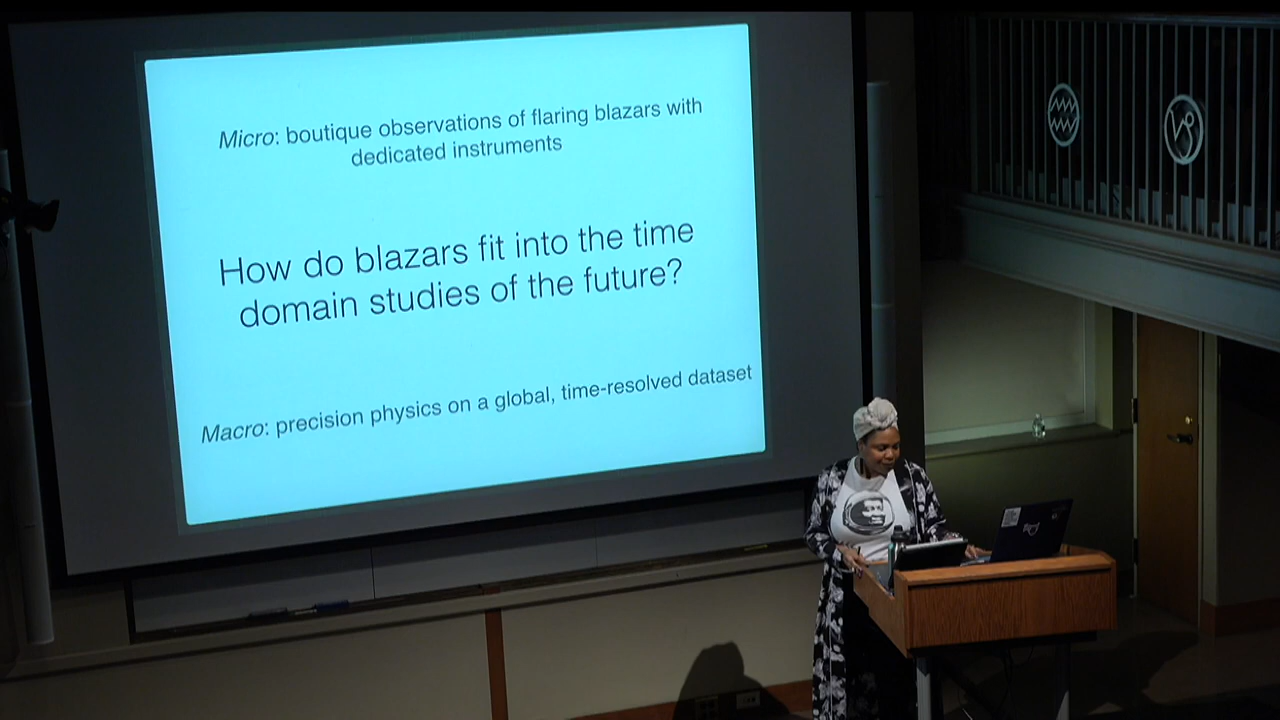 Micro: boutique observations of flaring blazars with
dedicated instruments
How do blazars fit into the time
domain studies of the future?
Macro: precision physics on a global, time-resolved dataset